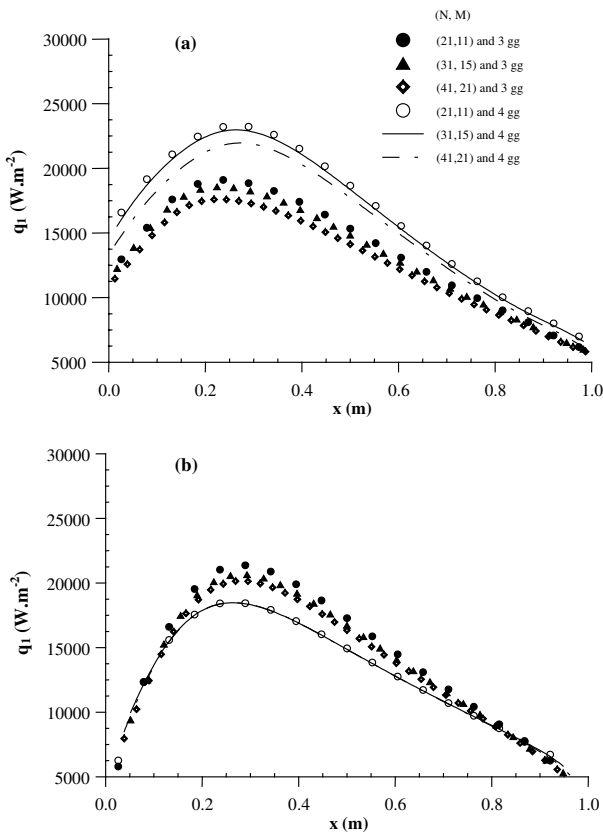 (N, M)
(21,11) and 3 gg
(31, 15) and 3 gg
(41, 21) and 3 gg
(21,11) and 4 gg
(31,15) and 4 gg
(41,21) and 4 gg
(a)
30000
25000
20000
15000
10000
5000
q1 (W.m-2)
0.0 0.2 0.4 0.6 0.8 1.0
x (m)
(b)
30000
25000
20000
15000
10000
5000
q1 (W.m-2)
0.0 0.2 0.4 0.6 0.8 1.0
x (m)